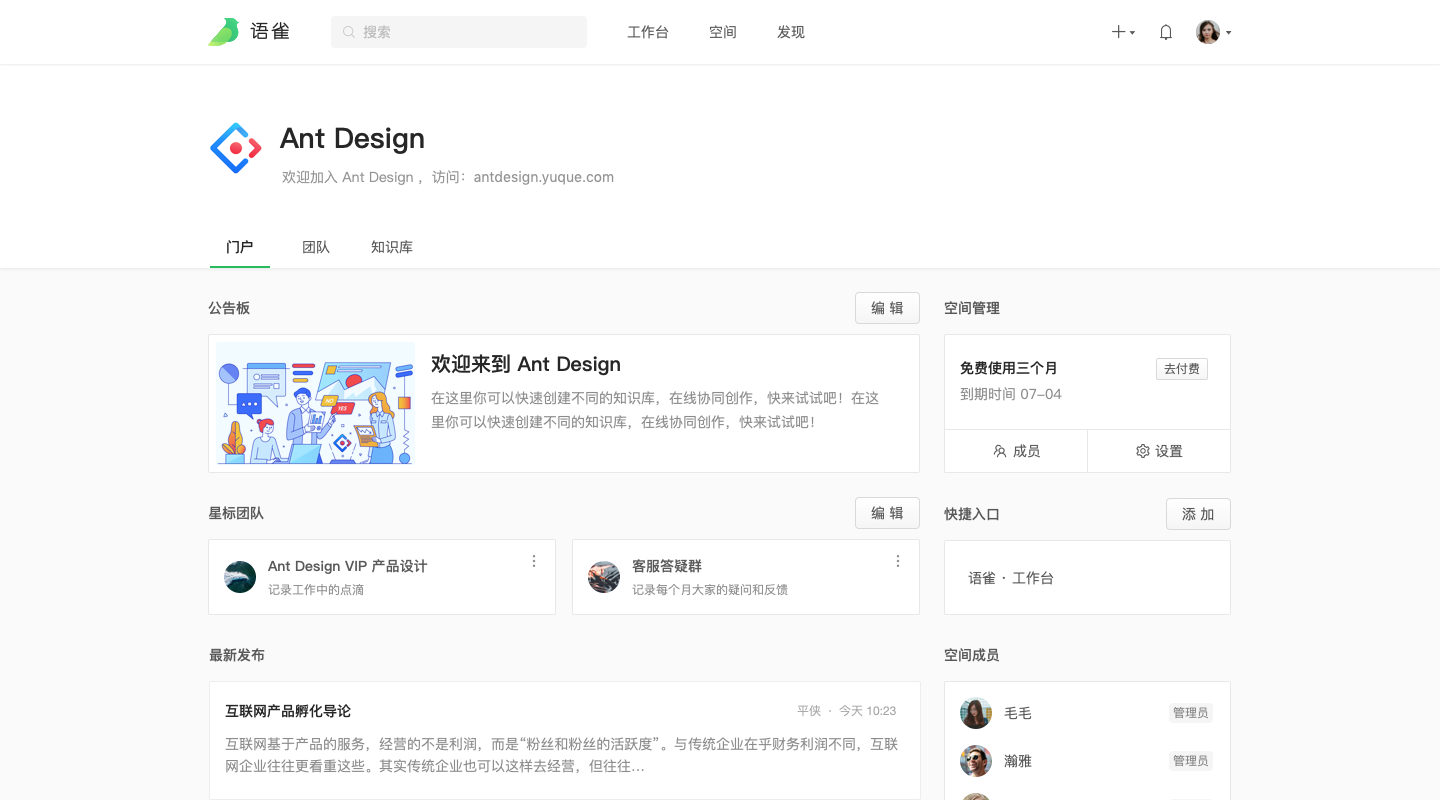 语雀
搜索
工作台
空间
发现
Ant Design
欢迎加入 Ant Design ，访问：antdesign.yuque.com
门户
团队
知识库
公告板
编 辑
欢迎来到 Ant Design
在这里你可以快速创建不同的知识库，在线协同创作，快来试试吧！在这
里你可以快速创建不同的知识库，在线协同创作，快来试试吧！
NO
YES
空间管理
免费使用三个月
去付费
到期时间 07-04
成员
设置
星标团队
编 辑
Ant Design VIP 产品设计
记录工作中的点滴
客服答疑群
记录每个月大家的疑问和反馈
快捷入口
添 加
语雀 · 工作台
最新发布
互联网产品孵化导论
平侠 · 今天 10:23
互联网基于产品的服务，经营的不是利润，而是“粉丝和粉丝的活跃度”。与传统企业在乎财务利润不同，互联
网企业往往更看重这些。其实传统企业也可以这样去经营，但往往...
空间成员
毛毛
管理员
瀚雅
管理员